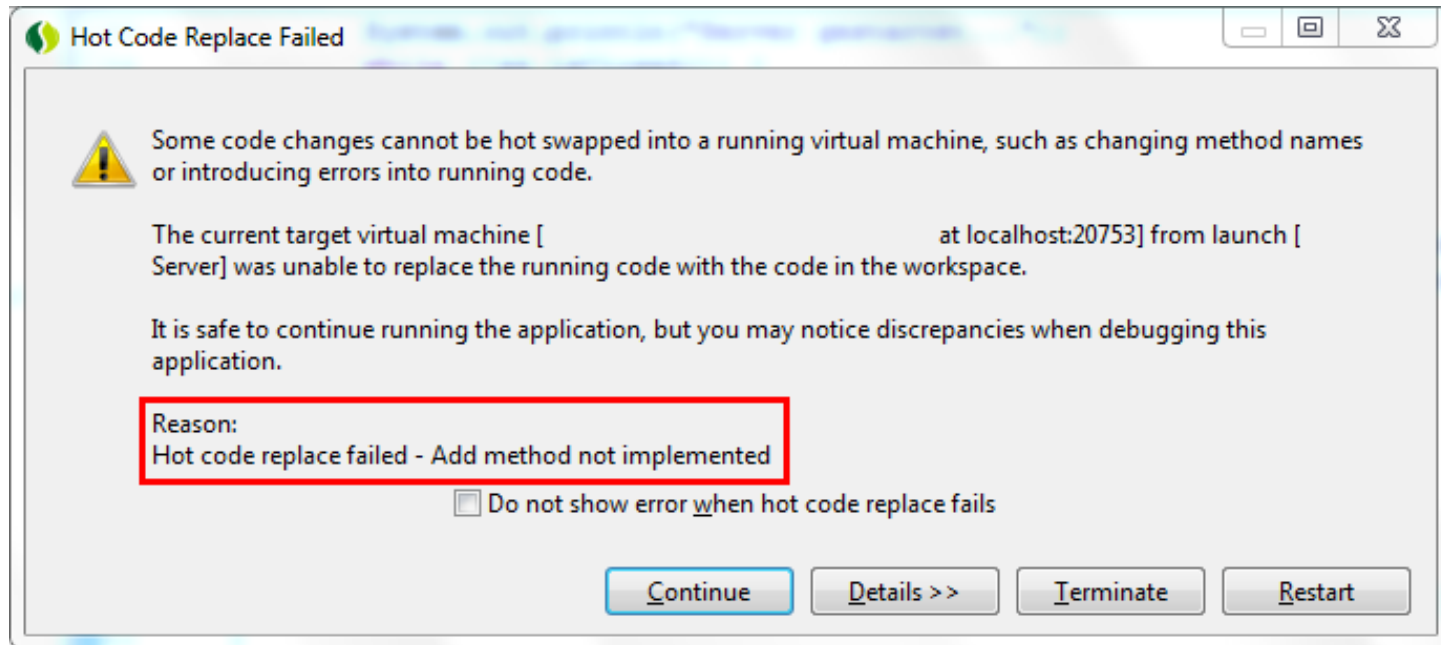 Hot Code Replace Failed
Some code changes cannot be hot swapped into a running virtual machine, such as changing method names
or introducing errors into running code.
The current target virtual machine [ at localhost:20753] from launch [
Server] was unable to replace the running code with the code in the workspace.
It is safe to continue running the application, but you may notice discrepancies when debugging this
application.
Reason:
Hot code replace failed - Add method not implemented
Do not show error when hot code replace fails
Continue Details >> Terminate Restart